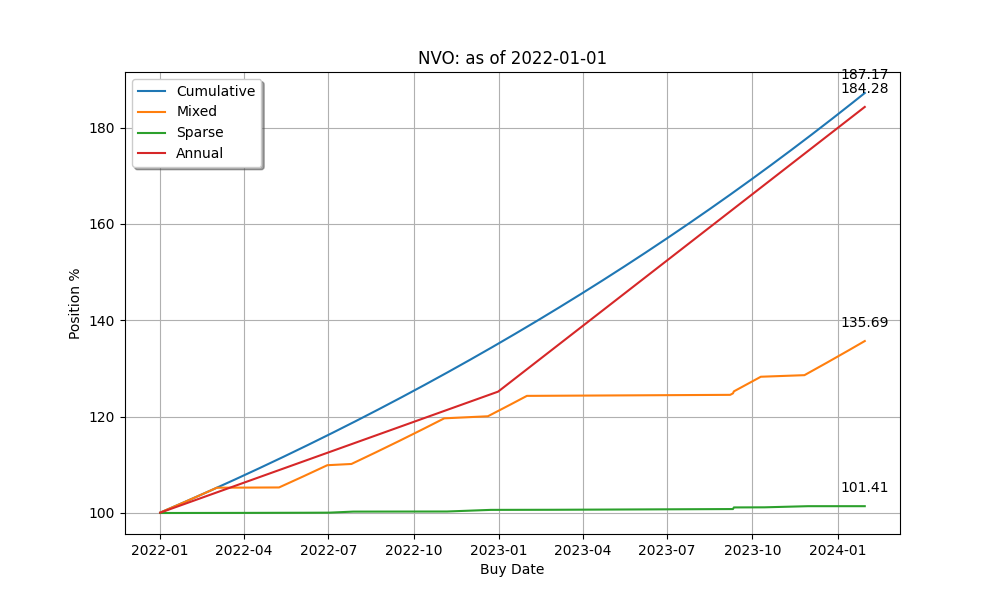 NVO: as of 2022-01-01
187.17
184.28
Cumulative
Mixed
Sparse
Annual
180
160
140
135.69
120
101.41
100
Position %
2022-01 2022-04 2022-07 2022-10 2023-01 2023-04 2023-07 2023-10 2024-01
Buy Date